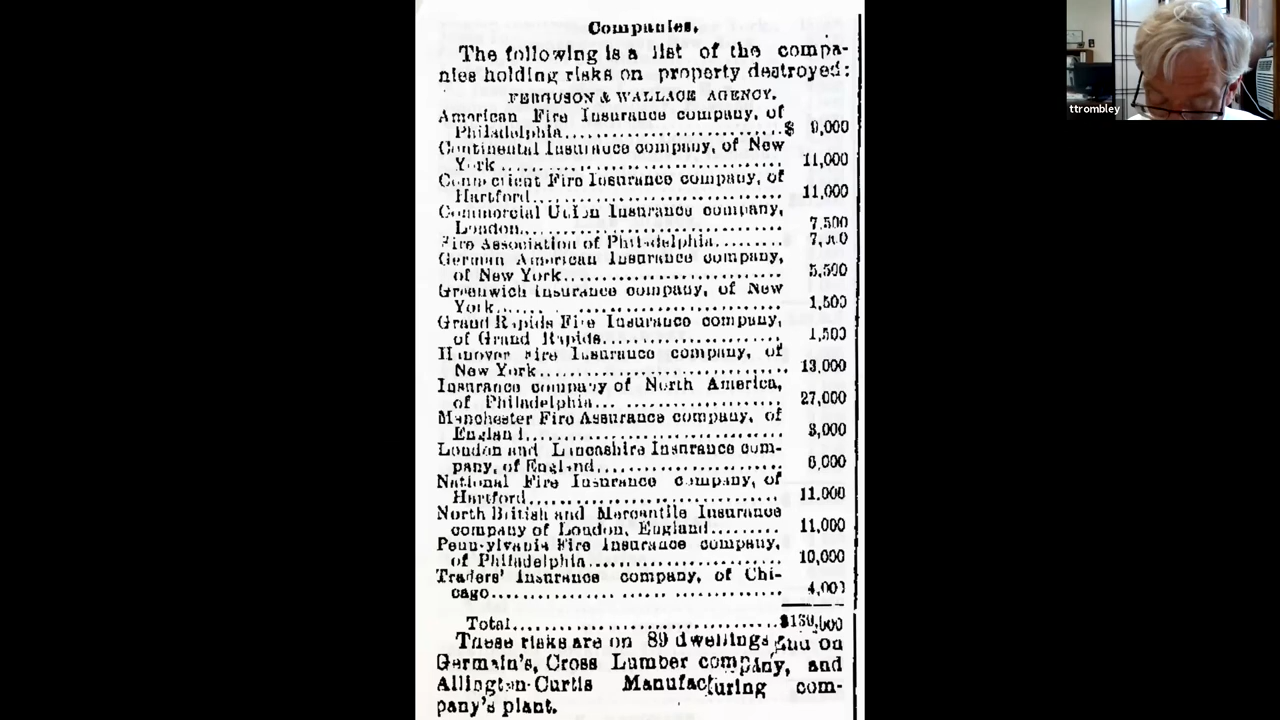 Companies.
The following is a list of the compa-
nies holding risks on property destroyed:
FERGUSON & WALLACE AGENCY.
American Fire Insurance company, of
Philadelphia..............................$ 9,000
Continental Insurance company, of New
York .................................... 11,000
Connecticut Fire Insurance company, of
Hartford................................. 11,000
Commercial Union Insurance company,
London................................... 7,500
Fire Association of Philadelphia.........
German American Insurance company,
of New York.............................. 5,500
Greenwich Insurance company, of New
York...... . ............................ 1,500
Grand Rapids Fire Insurance company,
of Grand Rapids.......................... 1,500
Hanover Fire Insurance company, of
New York................................. 13,000
Insurance company of North America,
of Philadelphia... ...................... 27,000
Manchester Fire Assurance company, of
England..................................
London and Lancashire Insurance com-
pany, of England......................... 6,000
National Fire Insurance company, of
Hartford................................. 11.000
North British and Mercantile Insurance
company of London, England......... 11,000
Pennsylvania Fire Insurance company,
of Philadelphia.......................... 10,000
Traders' Insurance company, of Chi-
cago................. ...... ............ 4,000
Total....................................
These risks are on 89 dwellings and on
Germain's, Cross Lumber company, and
Allington-Curtis Manufacturing com-
pany's plant.
ttrombley